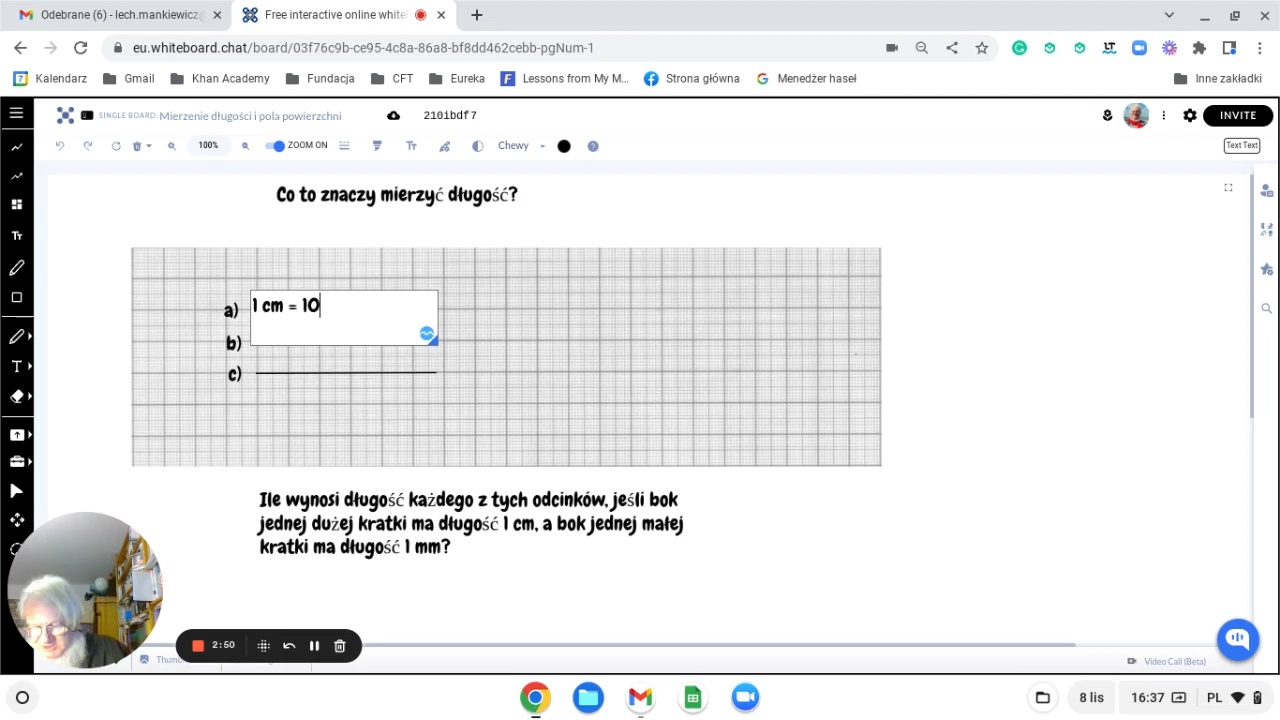 Odebrane (6) - lech.mankiewicz@
Free interactive online white
eu.whiteboard.chat/board/03f76c9b-ce95-4c8a-86a8-bf8dd462cebb-pgNum-1
Kalendarz Gmail Khan Academy Fundacja CFT Eureka Lessons from My M... Strona główna Menedżer haseł Inne zakładki
SINGLE BOARD: Mierzenie długości i pola powierzchni 210ibdf7 INVITE
100% ZOOM ON Tт Chewy Text Text
Co to znaczy mierzyć długość?
a) 1 cm = 10
b)
c)
Ile wynosi długość każdego z tych odcinków, jeśli bok
jednej dużej kratki ma długość 1 cm, a bok jednej małej
kratki ma długość 1 mm?
2:50
Thum
Video Call (Beta)
8 lis 16:37 PL